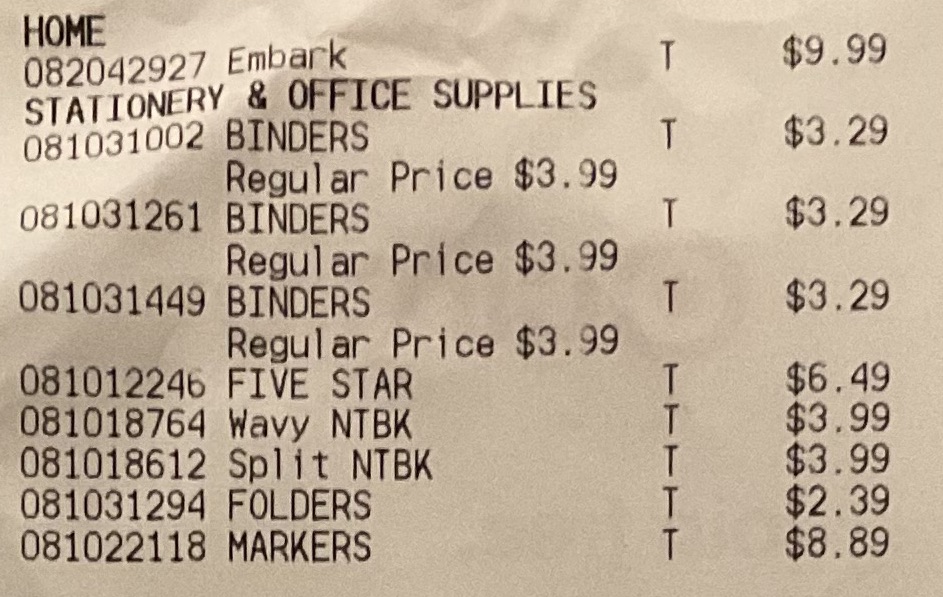 HOME
082042927 Embark T $9.99
STATIONERY & OFFICE SUPPLIES
081031002 BINDERS T $3.29
Regular Price $3.99
081031261 BINDERS T $3.29
Regular Price $3.99
081031449 BINDERS T $3.29
Regular Price $3.99
081012246 FIVE STAR T $6.49
081018764 Wavy NTBK T $3.99
081018612 Split NTBK T $3.99
081031294 FOLDERS T $2.39
081022118 MARKERS T $8.89